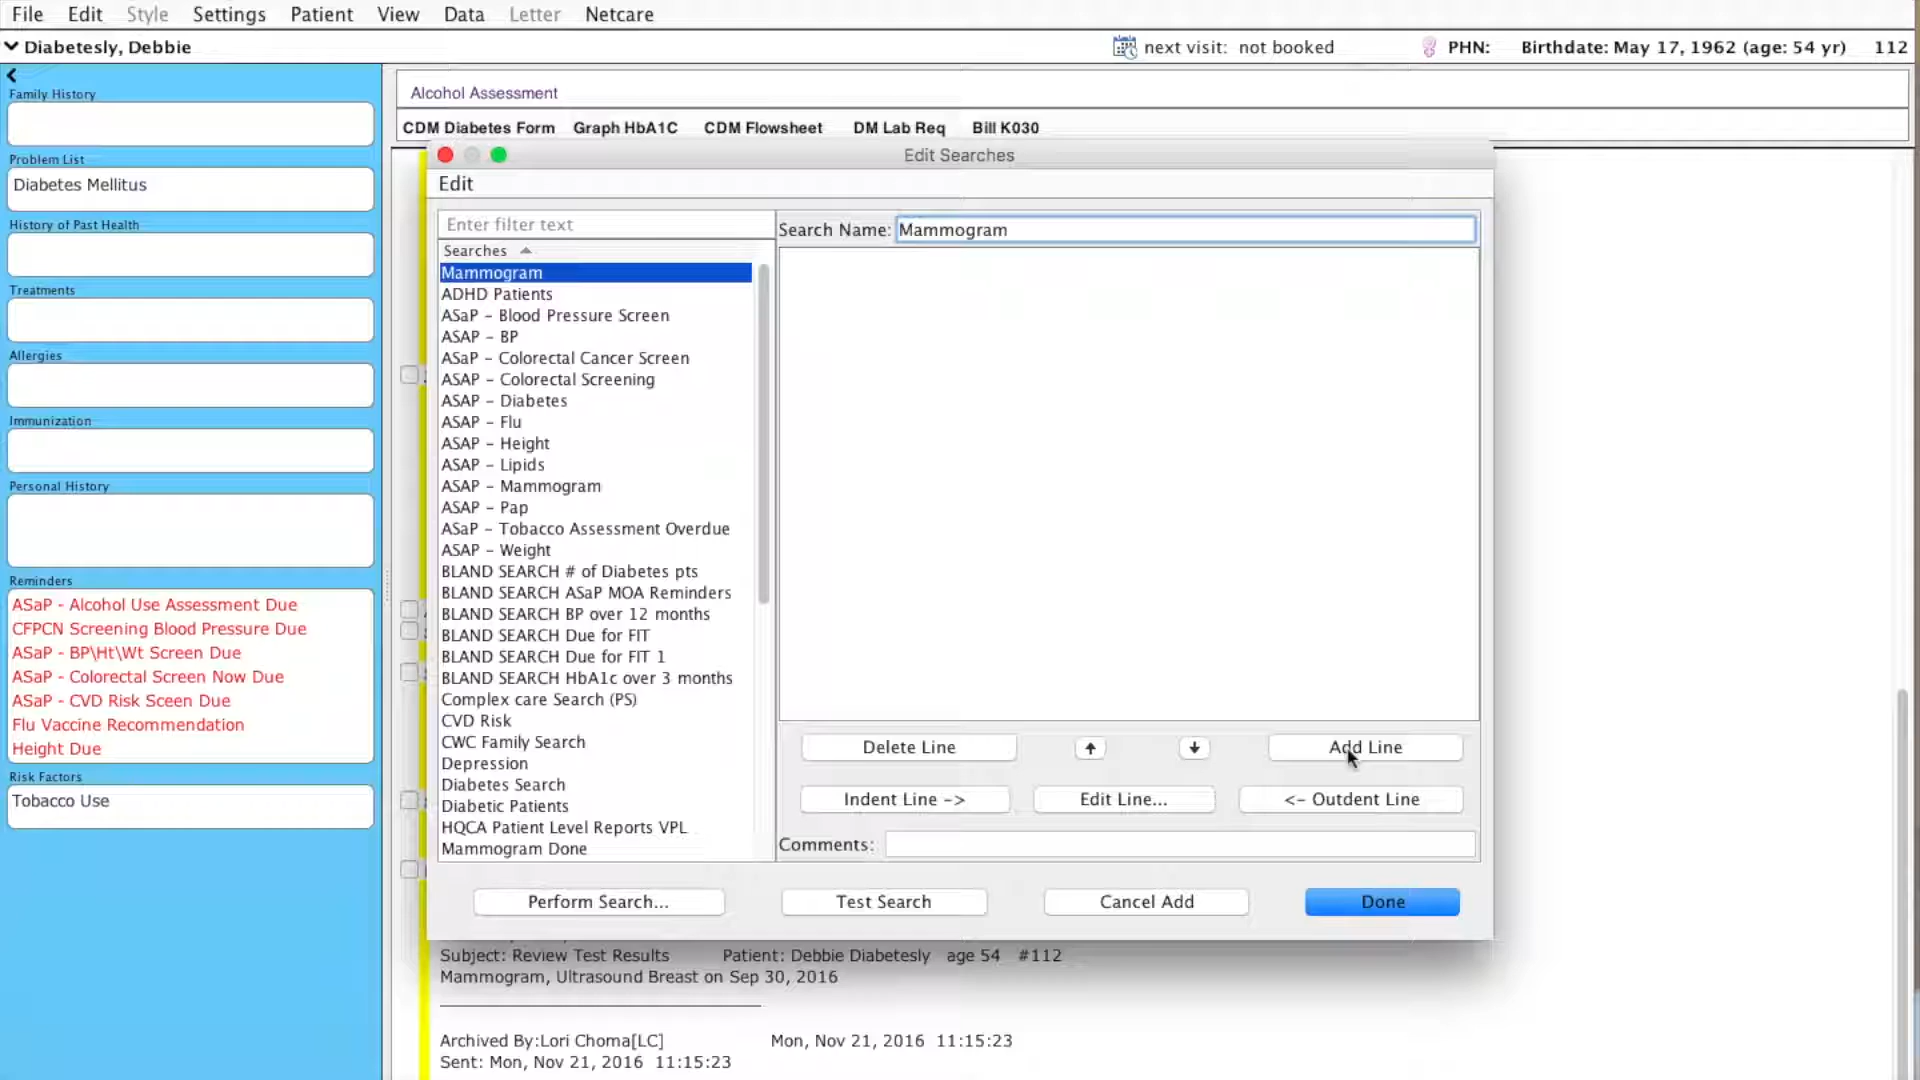 File Edit Style Settings Patient View Data Letter Netcare
Diabetesly, Debbie next visit: not booked PHN: Birthdate: May 17, 1962 (age: 54 yr) 112
Family History
Problem List
Diabetes Mellitus
History of Past Health
Treatments
Allergies
Immunization
Personal History
Reminders
ASaP - Alcohol Use Assessment Due
CFPCN Screening Blood Pressure Due
ASaP - BP\Ht\Wt Screen Due
ASaP - Colorectal Screen Now Due
ASaP - CVD Risk Sceen Due
Flu Vaccine Recommendation
Height Due
Risk Factors
Tobacco Use
Alcohol Assessment
CDM Diabetes Form Graph HbA1C CDM Flowsheet DM Lab Req Bill K030
Edit Searches
Edit
Enter filter text
Searches
Mammogram
ADHD Patients
ASaP - Blood Pressure Screen
ASAP - BP
ASaP - Colorectal Cancer Screen
ASAP - Colorectal Screening
ASAP - Diabetes
ASAP - Flu
ASAP - Height
ASAP - Lipids
ASAP - Mammogram
ASAP - Pap
ASaP - Tobacco Assessment Overdue
ASAP - Weight
BLAND SEARCH # of Diabetes pts
BLAND SEARCH ASaP MOA Reminders
BLAND SEARCH BP over 12 months
BLAND SEARCH Due for FIT
BLAND SEARCH Due for FIT 1
BLAND SEARCH HbA1c over 3 months
Complex care Search (PS)
CVD Risk
CWC Family Search
Depression
Diabetes Search
Diabetic Patients
HQCA Patient Level Reports VPL
Mammogram Done
Search Name: Mammogram
Delete Line Add Line
Indent Line -> Edit Line... <- Outdent Line
Comments:
Perform Search... Test Search Cancel Add Done
Subject: Review Test Results Patient: Debbie Diabetesly age 54 #112
Mammogram, Ultrasound Breast on Sep 30, 2016
Archived By:Lori Choma[LC] Mon, Nov 21, 2016 11:15:23
Sent: Mon, Nov 21, 2016 11:15:23